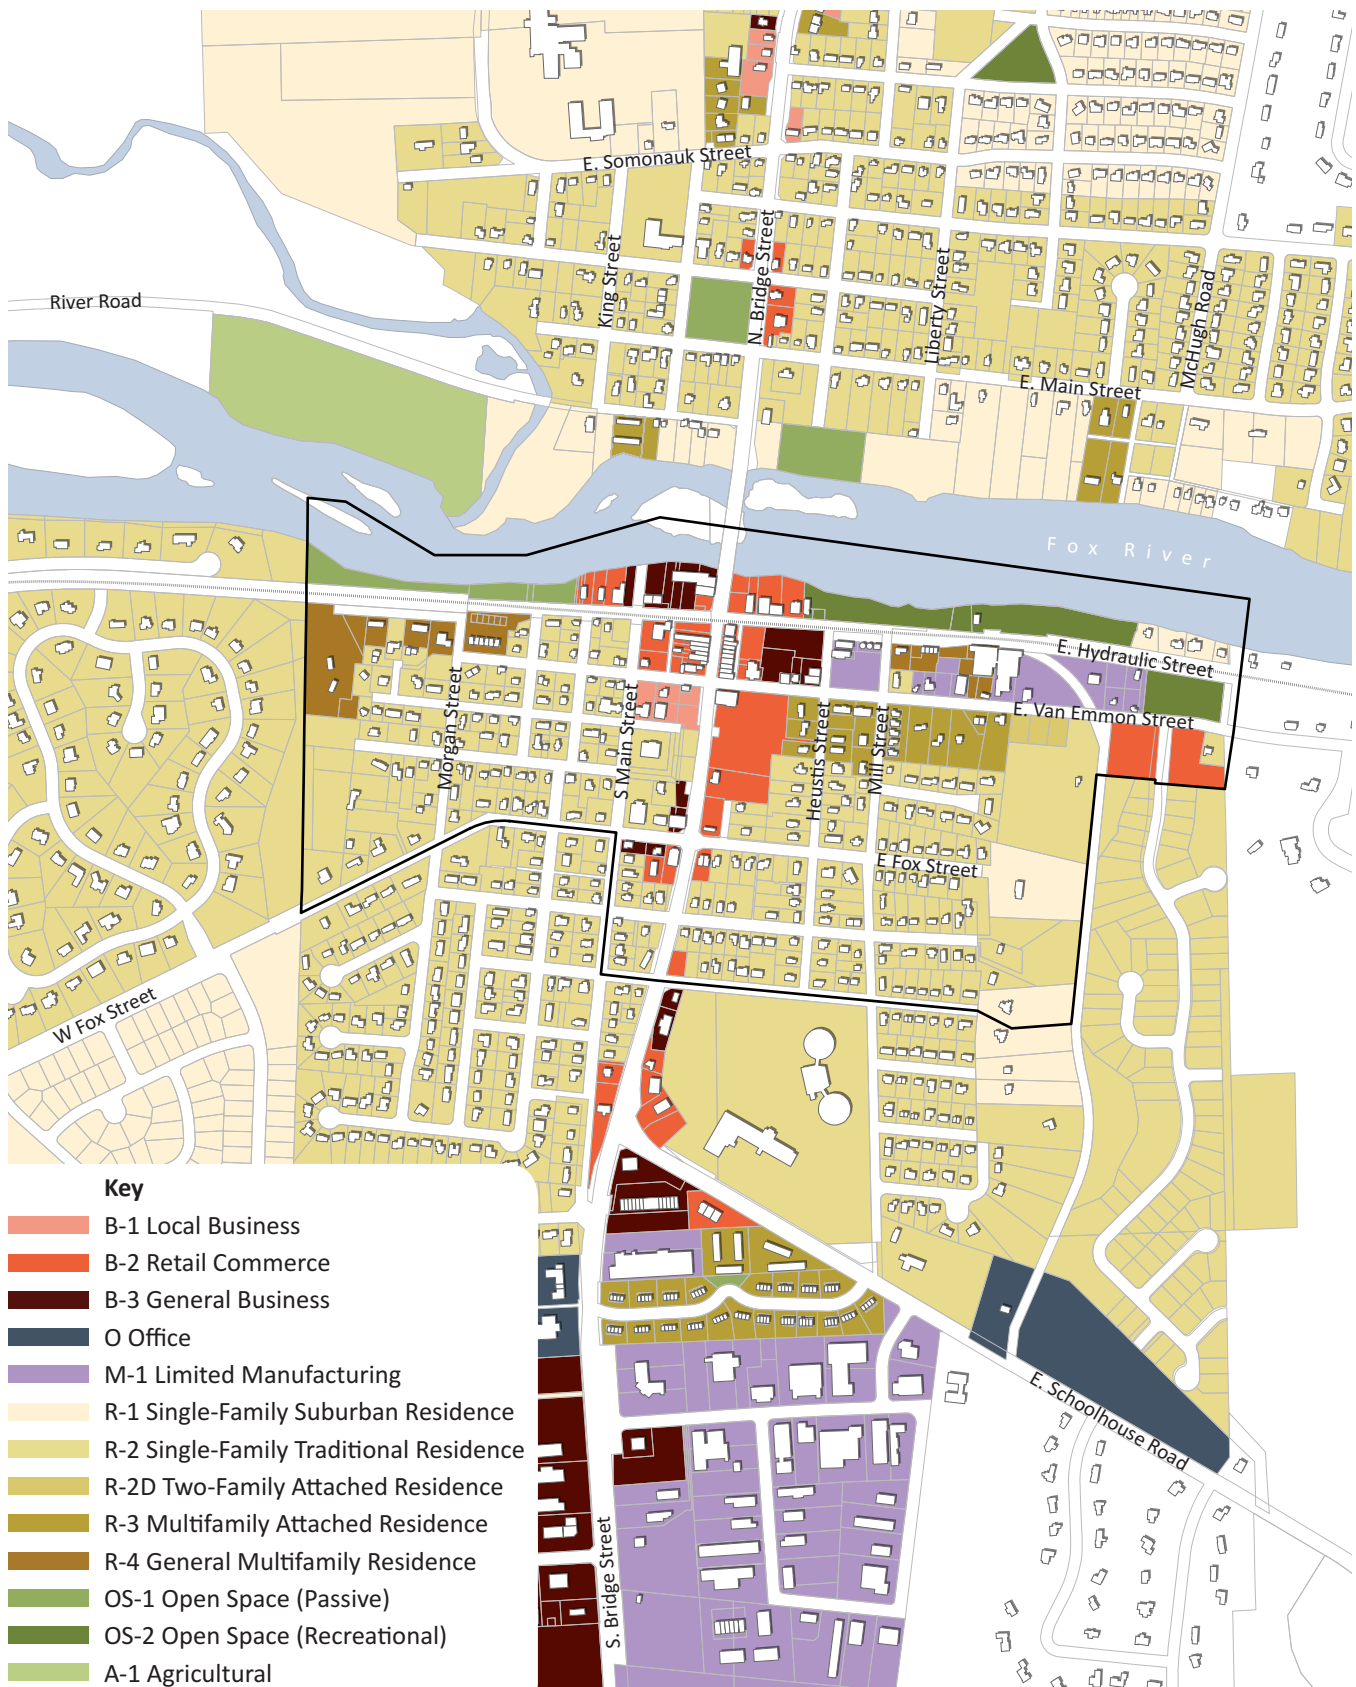 E. Somonauk Street
N. Bridge Street
King Street
Liberty Street
McHugh Road
River Road
E. Main Street
Fox River
E. Hydraulic Street
E. Van Emmon Street
Morgan Street
S Main Street
Heustis Street
Mill Street
E Fox Street
W Fox Street
E. Schoolhouse Road
S. Bridge Street
Key
B-1 Local Business
B-2 Retail Commerce
B-3 General Business
O Office
M-1 Limited Manufacturing
R-1 Single-Family Suburban Residence
R-2 Single-Family Traditional Residence
R-2D Two-Family Attached Residence
R-3 Multifamily Attached Residence
R-4 General Multifamily Residence
OS-1 Open Space (Passive)
OS-2 Open Space (Recreational)
A-1 Agricultural